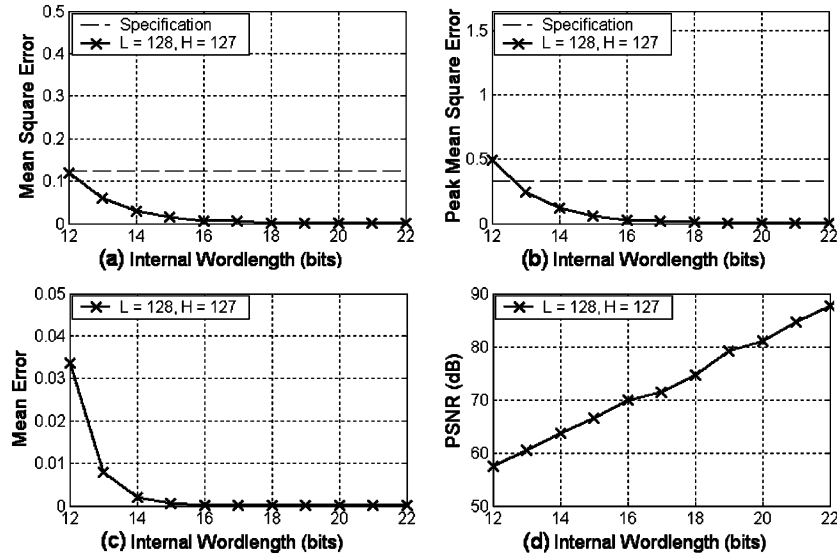 Mean Square Error
0.5
0.4
0.3
0.2
0.1
0
Specification
L = 128, H = 127
12 14 16 18 20 22
(a) Internal Wordlength (bits)
Peak Mean Square Error
1.5
1
0.5
0
Specification
L = 128, H = 127
12 14 16 18 20 22
(b) Internal Wordlength (bits)
Mean Error
0.05
0.04
0.03
0.02
0.01
0
L = 128, H = 127
12 14 16 18 20 22
(c) Internal Wordlength (bits)
PSNR (dB)
90
80
70
60
50
L = 128, H = 127
12 14 16 18 20 22
(d) Internal Wordlength (bits)